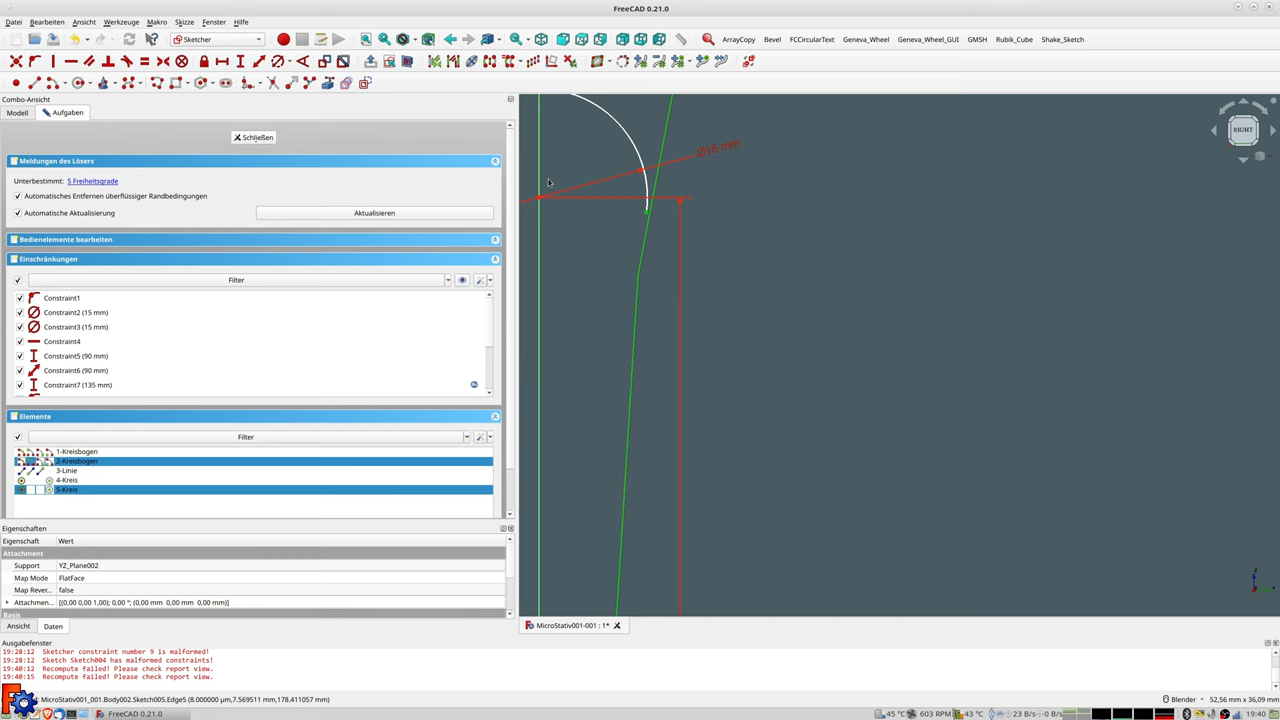 FreeCAD 0.21.0
Datei Bearbeiten Ansicht Werkzeuge Makro Skizze Fenster Hilfe
Sketcher
ArrayCopy Bevel FCCircularText Geneva_Wheel Geneva_Wheel_GUI GMSH Rubik_Cube Shake_Sketch
Combo-Ansicht
Modell Aufgaben
Schließen
Meldungen des Lösers
Unterbestimmt: 5 Freiheitsgrade
Automatisches Entfernen überflüssiger Randbedingungen
Automatische Aktualisierung Aktualisieren
Bedienelemente bearbeiten
Einschränkungen
Filter
Constraint1
Constraint2 (15 mm)
Constraint3 (15 mm)
Constraint4
Constraint5 (90 mm)
Constraint6 (90 mm)
Constraint7 (135 mm)
Elemente
Filter
1-Kreisbogen
2-Kreisbogen
3-Linie
4-Kreis
5-Kreis
Eigenschaften
Eigenschaft Wert
Attachment
Support YZ_Plane002
Map Mode FlatFace
Map Rever... false
Attachmen... [(0,00 0,00 1,00); 0,00 °; (0,00 mm 0,00 mm 0,00 mm)]
Basis
Ansicht Daten
Ø15 mm
RIGHT
MicroStativ001-001 : 1*
Ausgabefenster
19:28:12 Sketcher constraint number 9 is malformed!
19:28:12 Sketch Sketch004 has malformed constraints!
19:40:12 Recompute failed! Please check report view.
19:40:15 Recompute failed! Please check report view.
MicroStativ001_001.Body002.Sketch005.Edge5 (8.000000 µm,7.569511 mm,178.411057 mm)
Blender 52,56 mm x 36,09 mm
FreeCAD 0.21.0
45 °C 603 RPM 43 °C 23 B/s 0 B/s 19:40